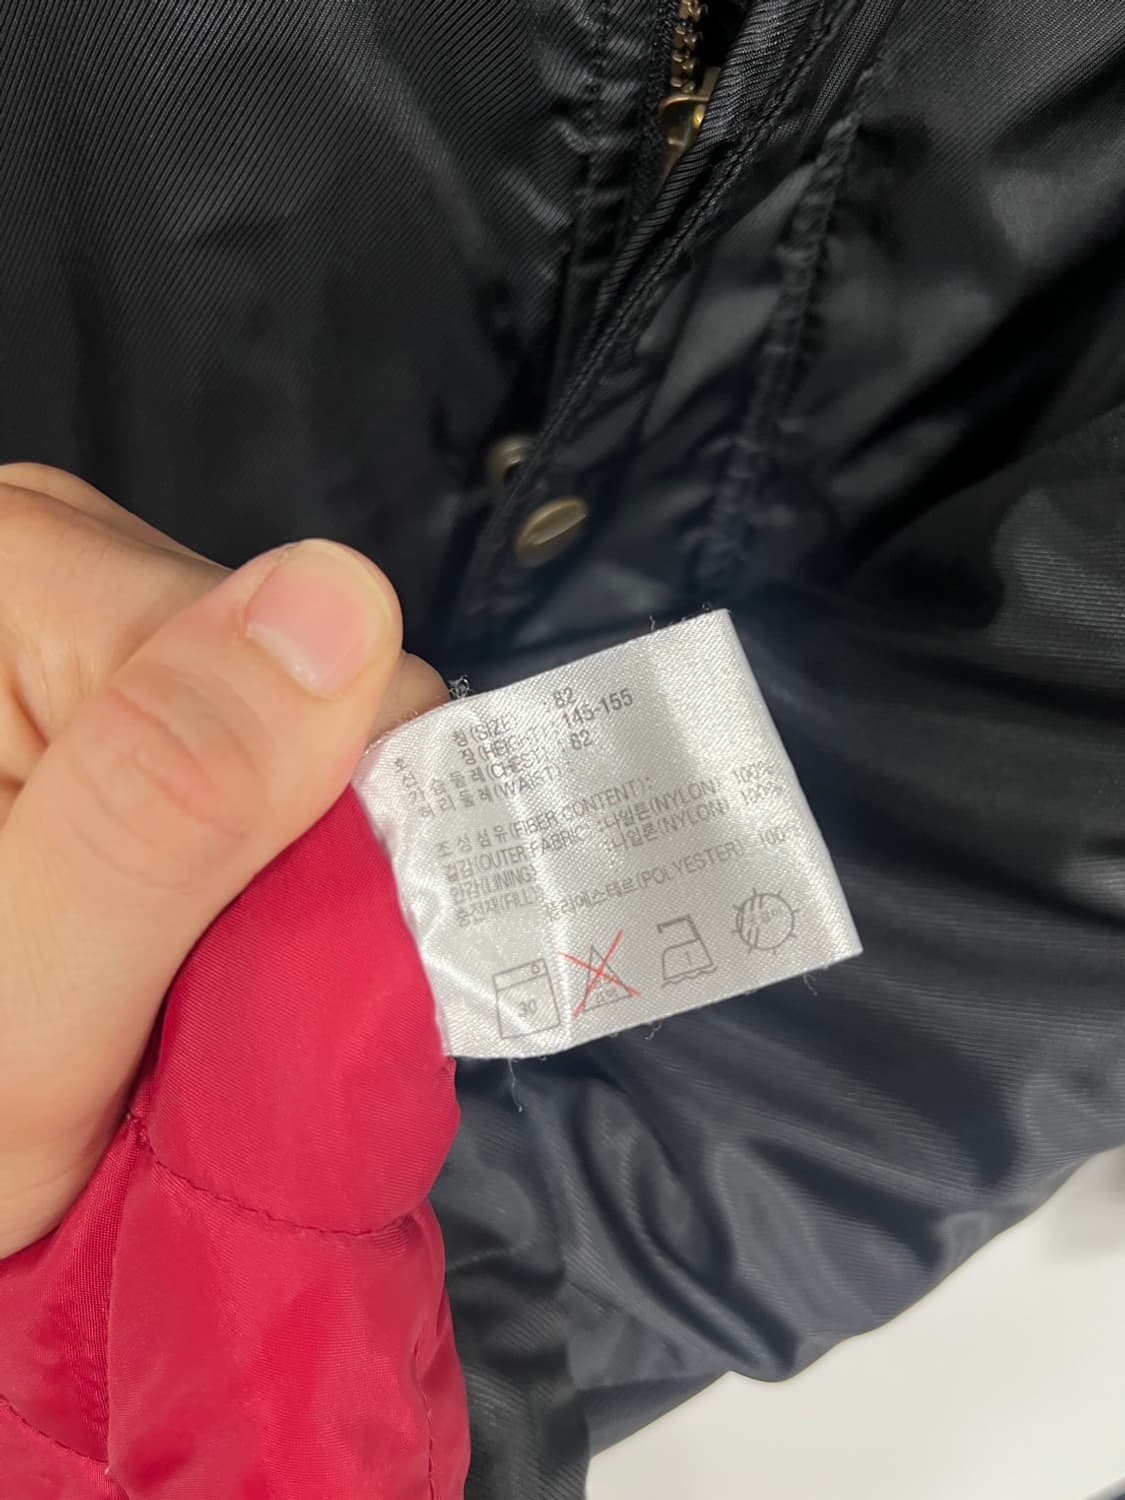 칭(SIZE) : 82
장(HEIGHT) : 145-155
가슴둘레(CHEST) : 82
허리둘레(WAIST):
조성섬유(FIBER CONTENT):
겉감(OUTER FABRIC) :나일론(NYLON) 100%
안감(LINING) :나일론(NYLON) 100%
충전재(FILL) 폴리에스테르(POLYESTER) 100%
30
1